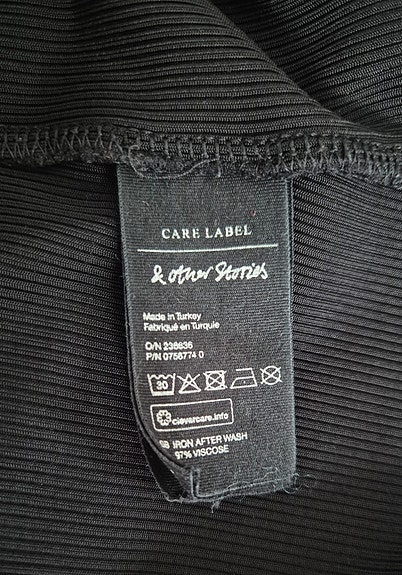 CARE LABEL
& Other Stories
Made in Turkey
Fabriqué en Turquie
O/N 238636
P/N 0758774 0
30
clevercare.info
IRON AFTER WASH
97% VISCOSE